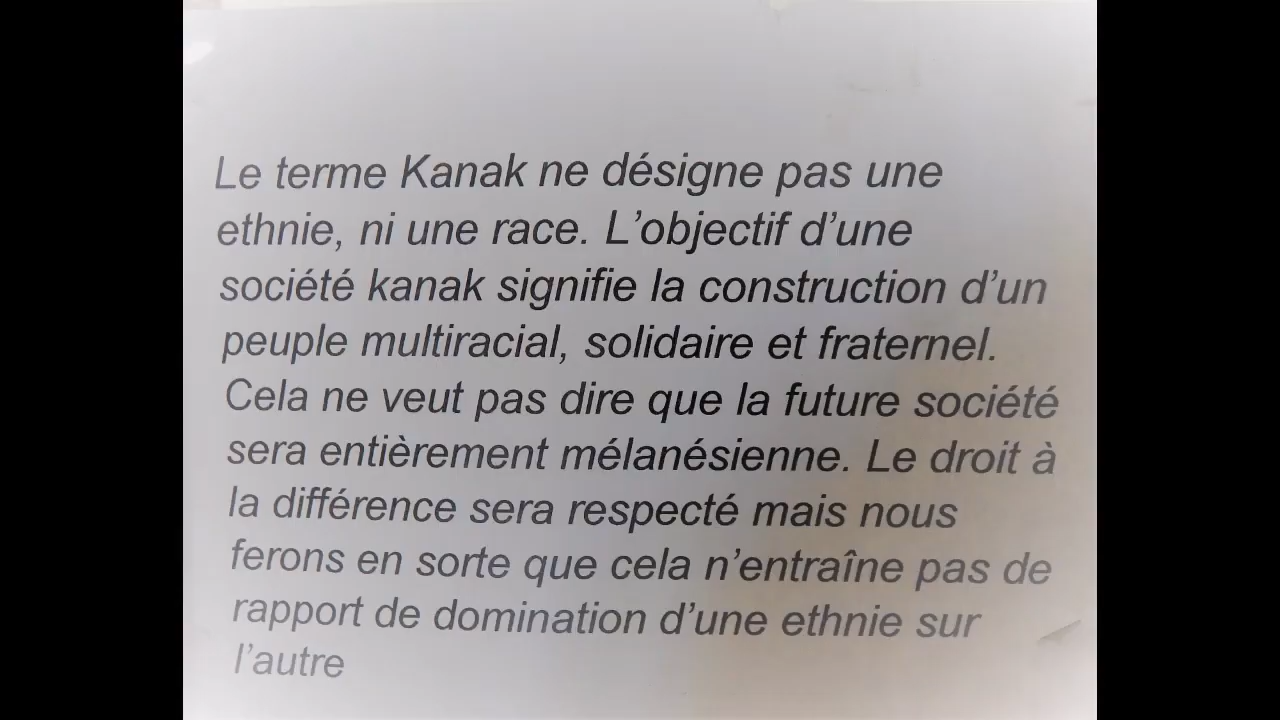 Le terme Kanak ne désigne pas une
ethnie, ni une race. L’objectif d’une
société kanak signifie la construction d’un
peuple multiracial, solidaire et fraternel.
Cela ne veut pas dire que la future société
sera entièrement mélanésienne. Le droit à
la différence sera respecté mais nous
ferons en sorte que cela n’entraîne pas de
rapport de domination d’une ethnie sur
l’autre